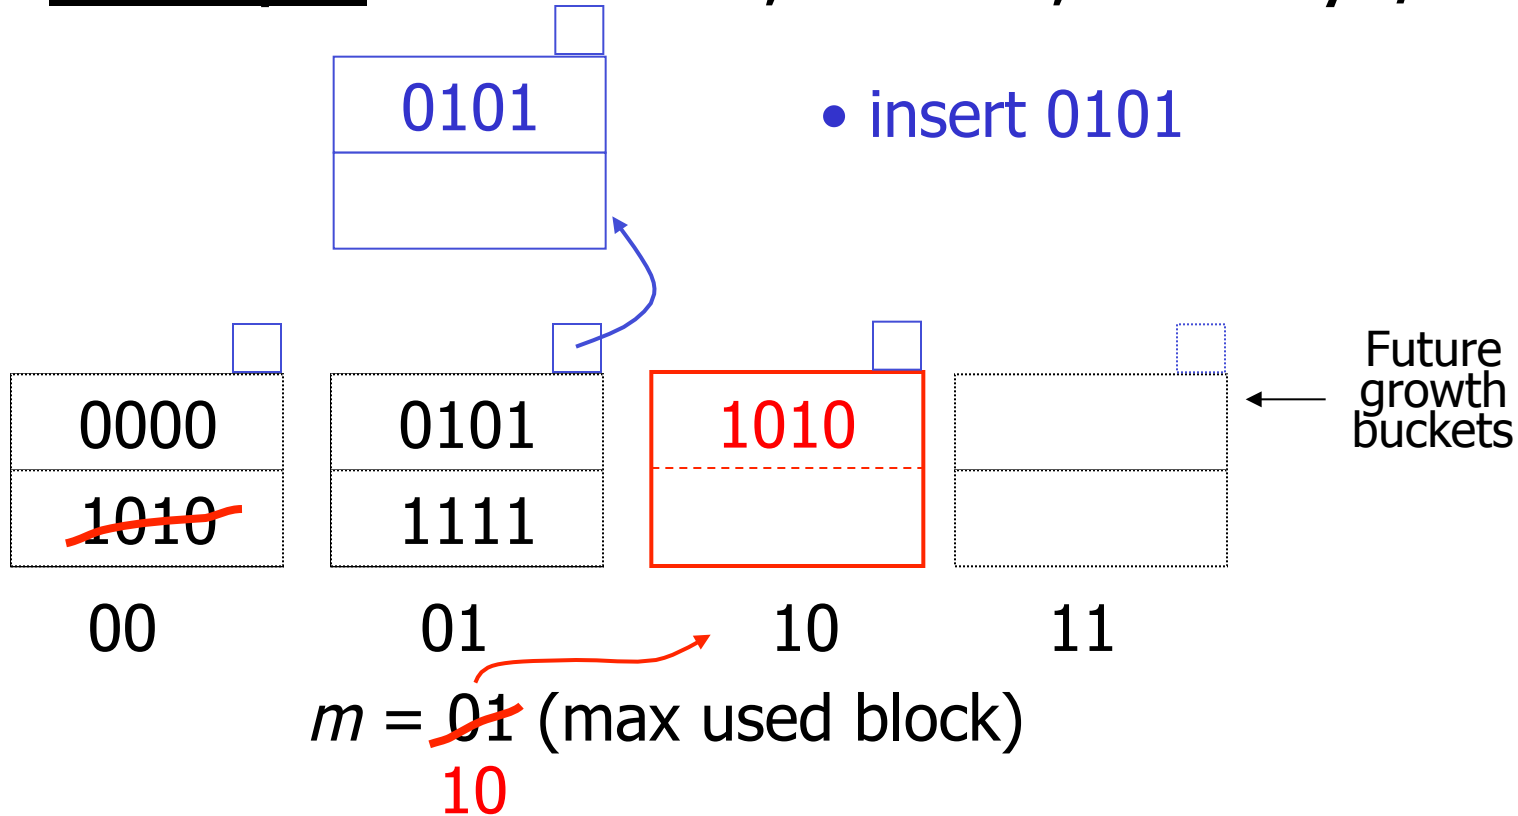 0101
• insert 0101
0000 0101 1010
1010 1111
Future
growth
buckets
00 01 10 11
m = 01 (max used block)
10